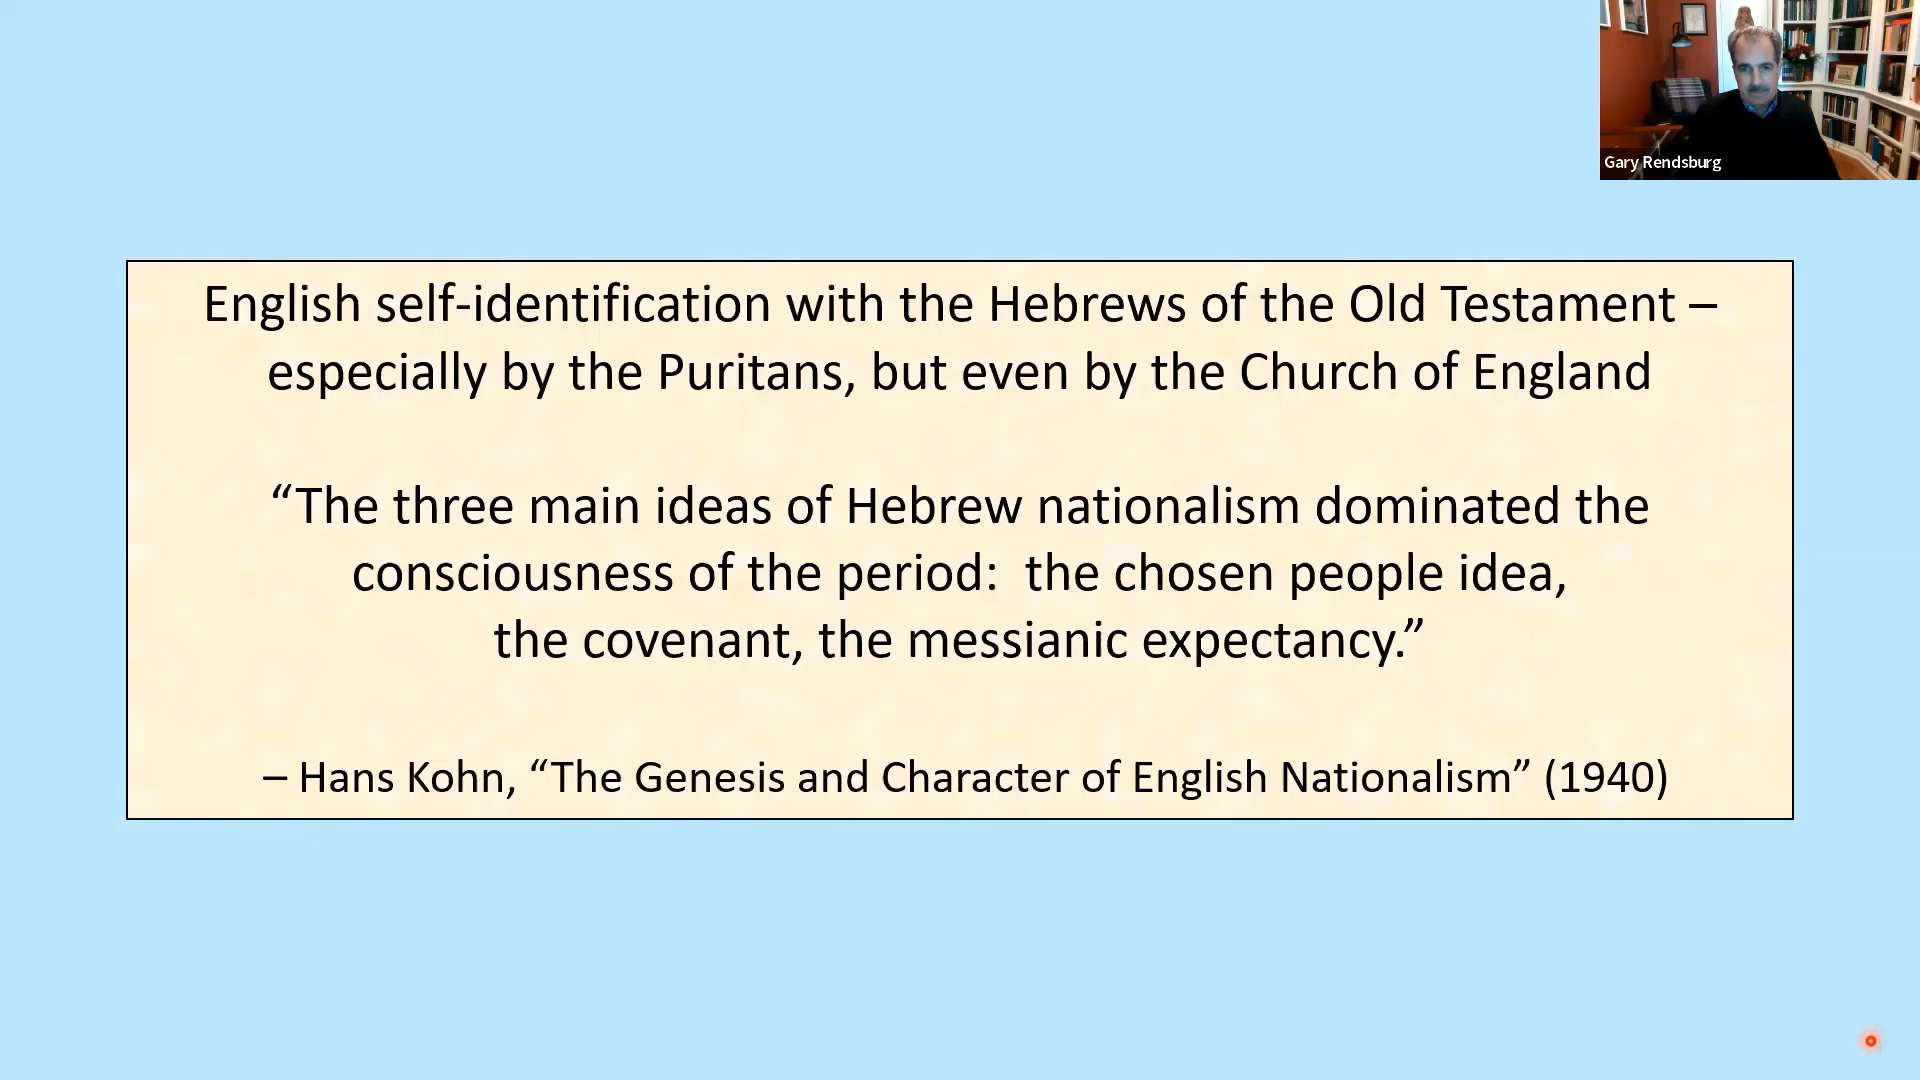 Gary Rendsburg
English self-identification with the Hebrews of the Old Testament –
especially by the Puritans, but even by the Church of England
“The three main ideas of Hebrew nationalism dominated the
consciousness of the period:  the chosen people idea,
the covenant, the messianic expectancy.”
– Hans Kohn, “The Genesis and Character of English Nationalism” (1940)